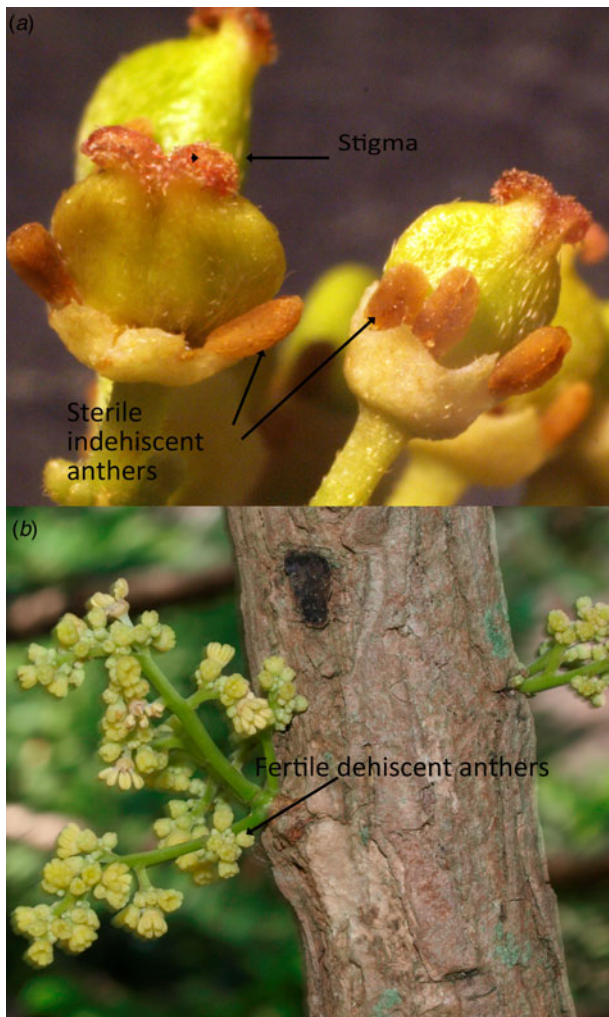 (a)
Stigma
Sterile
indehiscent
anthers
(b)
Fertile dehiscent anthers